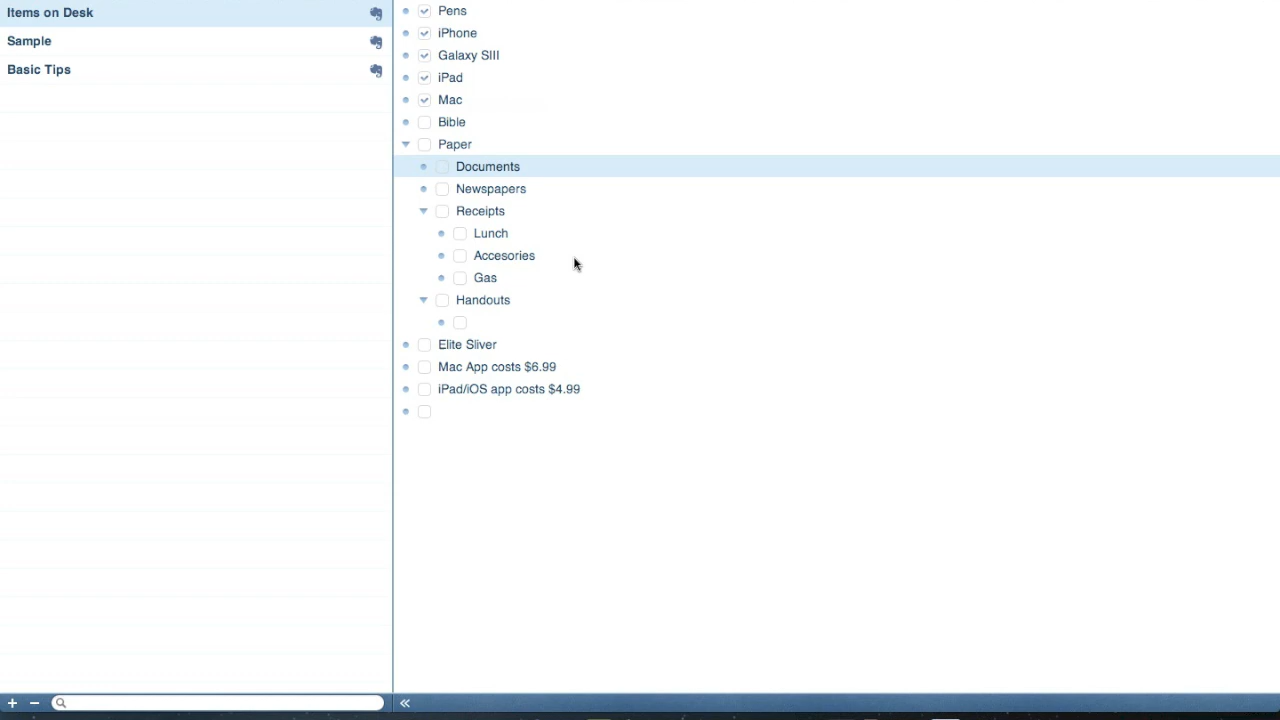 Items on Desk
Sample
Basic Tips
Pens
iPhone
Galaxy SIII
iPad
Mac
Bible
Paper
Documents
Newspapers
Receipts
Lunch
Accesories
Gas
Handouts
Elite Sliver
Mac App costs $6.99
iPad/iOS app costs $4.99